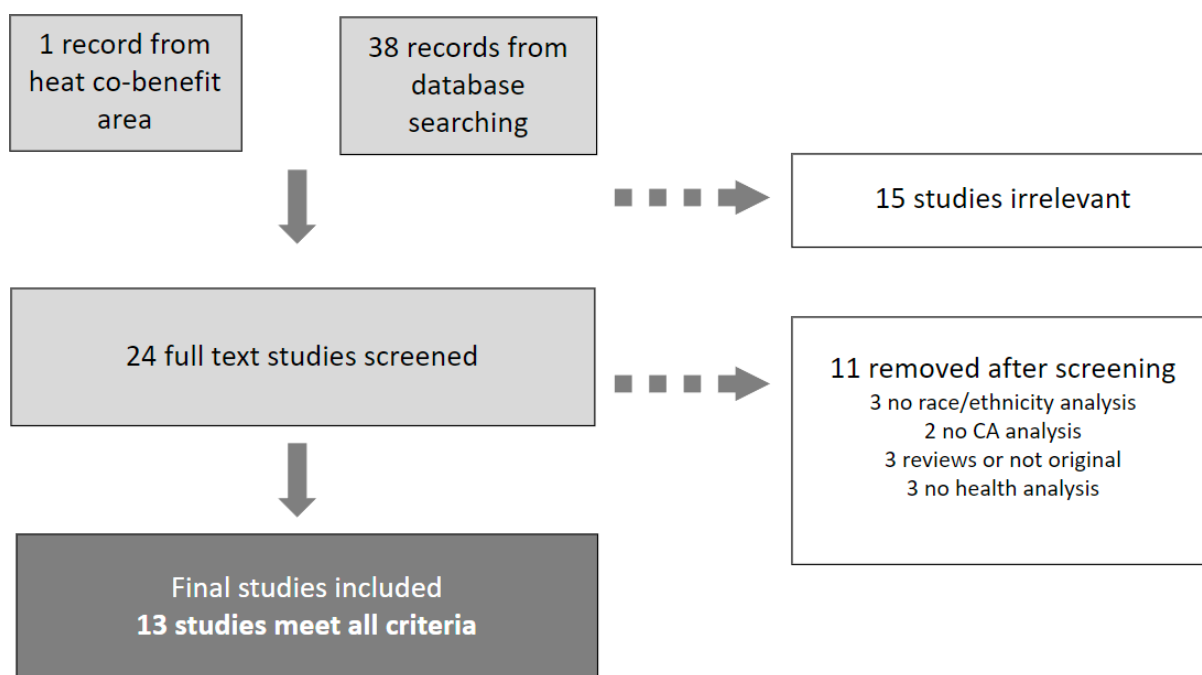 1 record from
heat co-benefit
area
38 records from
database
searching
15 studies irrelevant
24 full text studies screened
11 removed after screening
3 no race/ethnicity analysis
2 no CA analysis
3 reviews or not original
3 no health analysis
Final studies included
13 studies meet all criteria